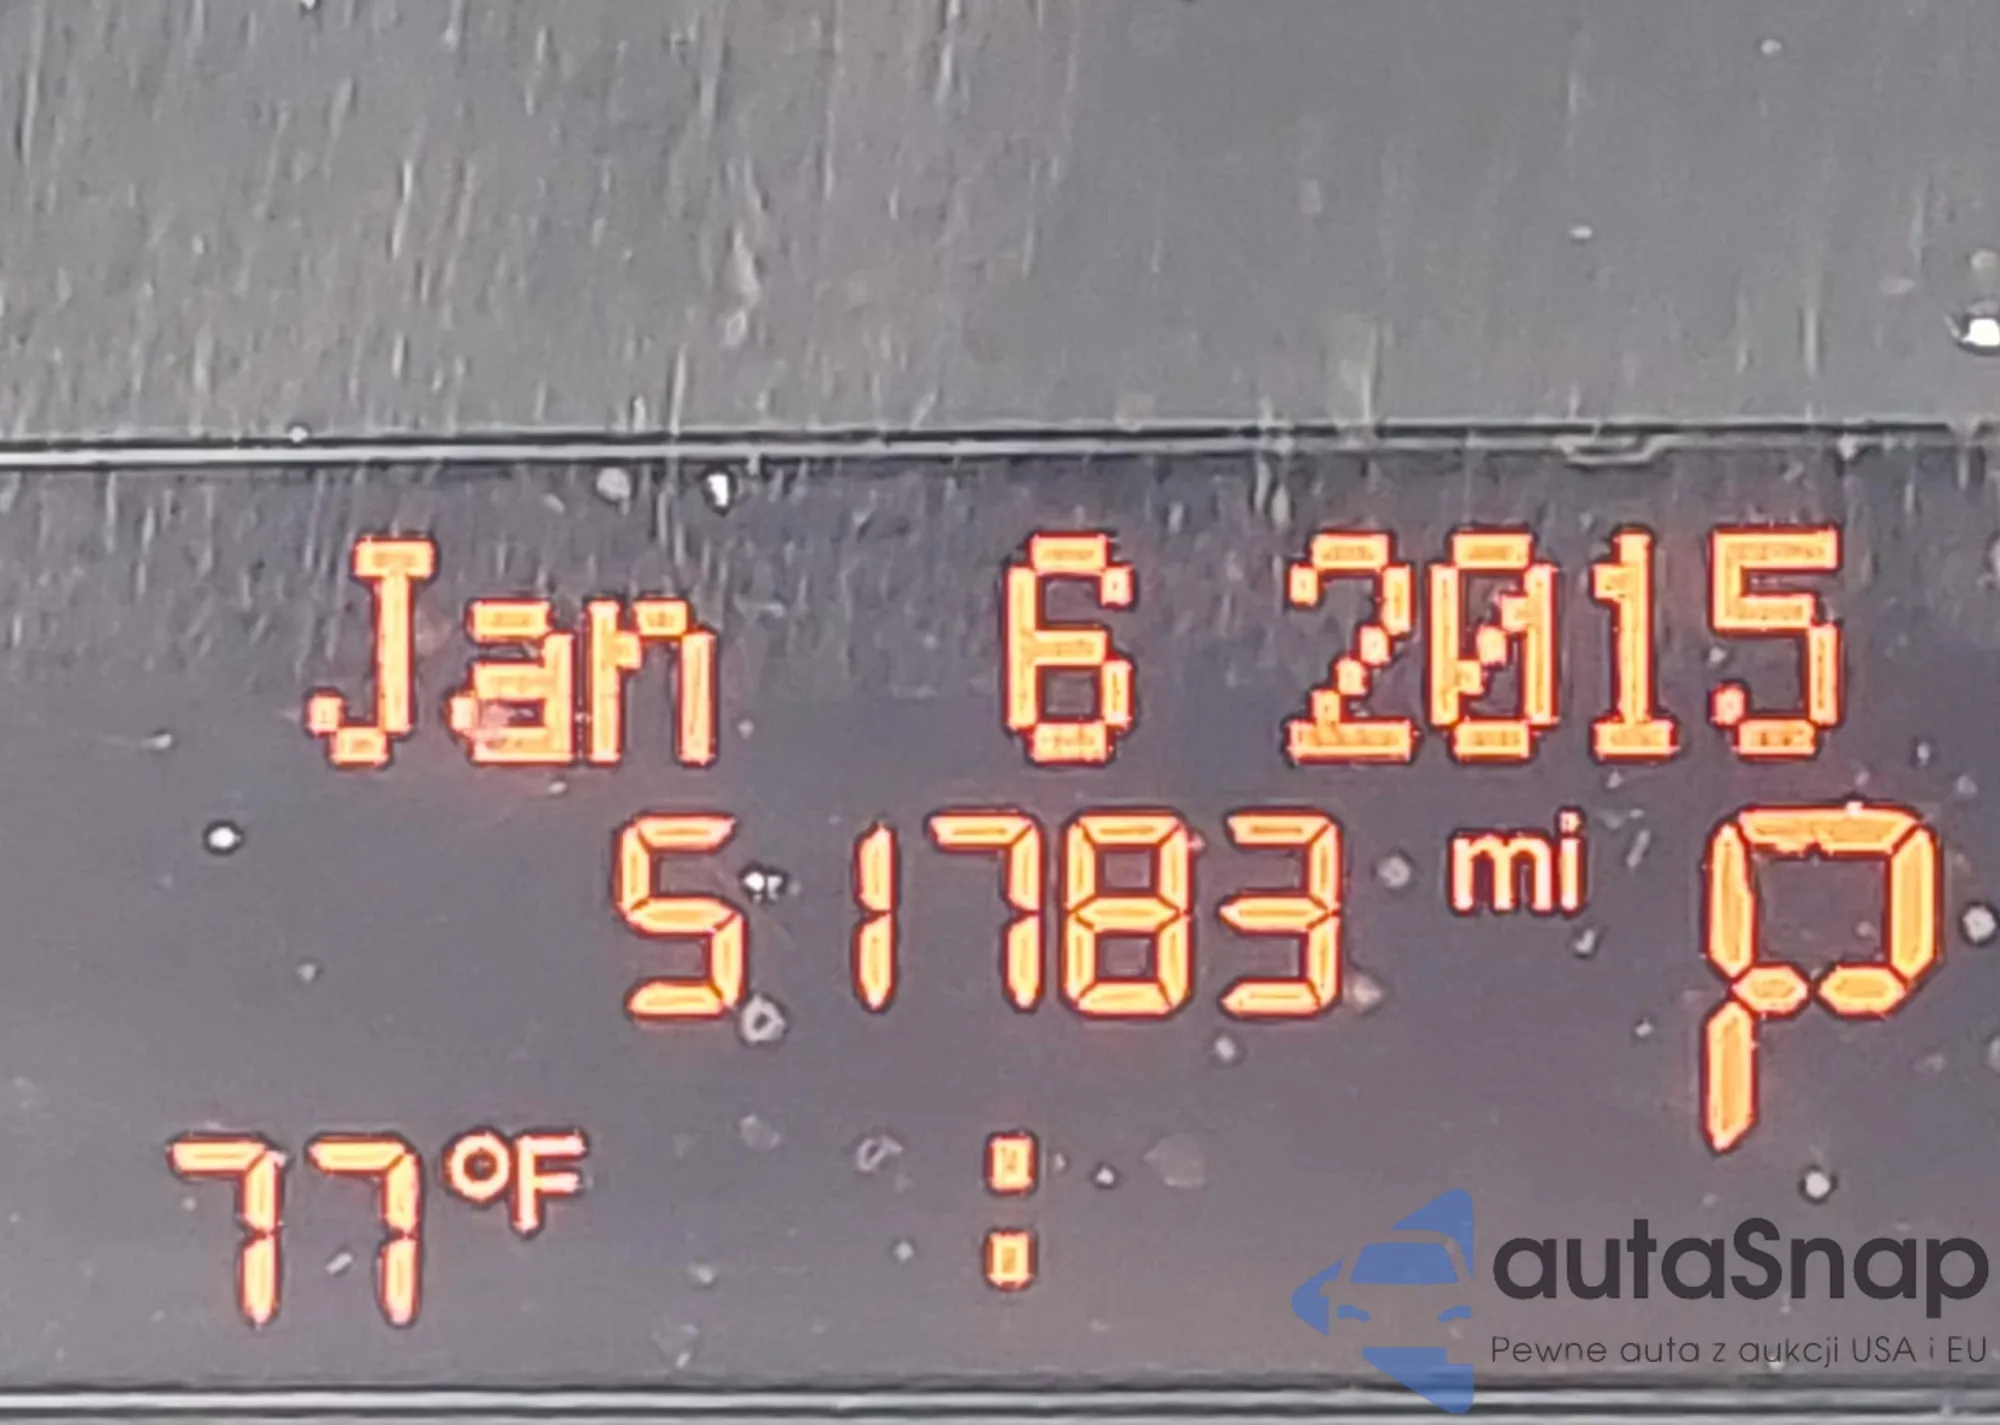 Jan 6 2015
51783 mi P
77°F :
autaSnap
Pewne auta z aukcji USA i EU